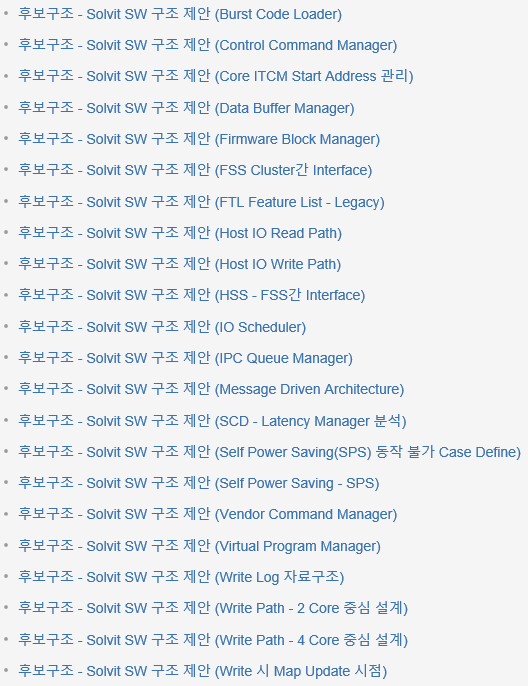 후보구조 - Solvit SW 구조 제안 (Burst Code Loader)
후보구조 - Solvit SW 구조 제안 (Control Command Manager)
후보구조 - Solvit SW 구조 제안 (Core ITCM Start Address 관리)
후보구조 - Solvit SW 구조 제안 (Data Buffer Manager)
후보구조 - Solvit SW 구조 제안 (Firmware Block Manager)
후보구조 - Solvit SW 구조 제안 (FSS Cluster간 Interface)
후보구조 - Solvit SW 구조 제안 (FTL Feature List - Legacy)
후보구조 - Solvit SW 구조 제안 (Host IO Read Path)
후보구조 - Solvit SW 구조 제안 (Host IO Write Path)
후보구조 - Solvit SW 구조 제안 (HSS - FSS간 Interface)
후보구조 - Solvit SW 구조 제안 (IO Scheduler)
후보구조 - Solvit SW 구조 제안 (IPC Queue Manager)
후보구조 - Solvit SW 구조 제안 (Message Driven Architecture)
후보구조 - Solvit SW 구조 제안 (SCD - Latency Manager 분석)
후보구조 - Solvit SW 구조 제안 (Self Power Saving(SPS) 동작 불가 Case Define)
후보구조 - Solvit SW 구조 제안 (Self Power Saving - SPS)
후보구조 - Solvit SW 구조 제안 (Vendor Command Manager)
후보구조 - Solvit SW 구조 제안 (Virtual Program Manager)
후보구조 - Solvit SW 구조 제안 (Write Log 자료구조)
후보구조 - Solvit SW 구조 제안 (Write Path - 2 Core 중심 설계)
후보구조 - Solvit SW 구조 제안 (Write Path - 4 Core 중심 설계)
후보구조 - Solvit SW 구조 제안 (Write 시 Map Update 시점)